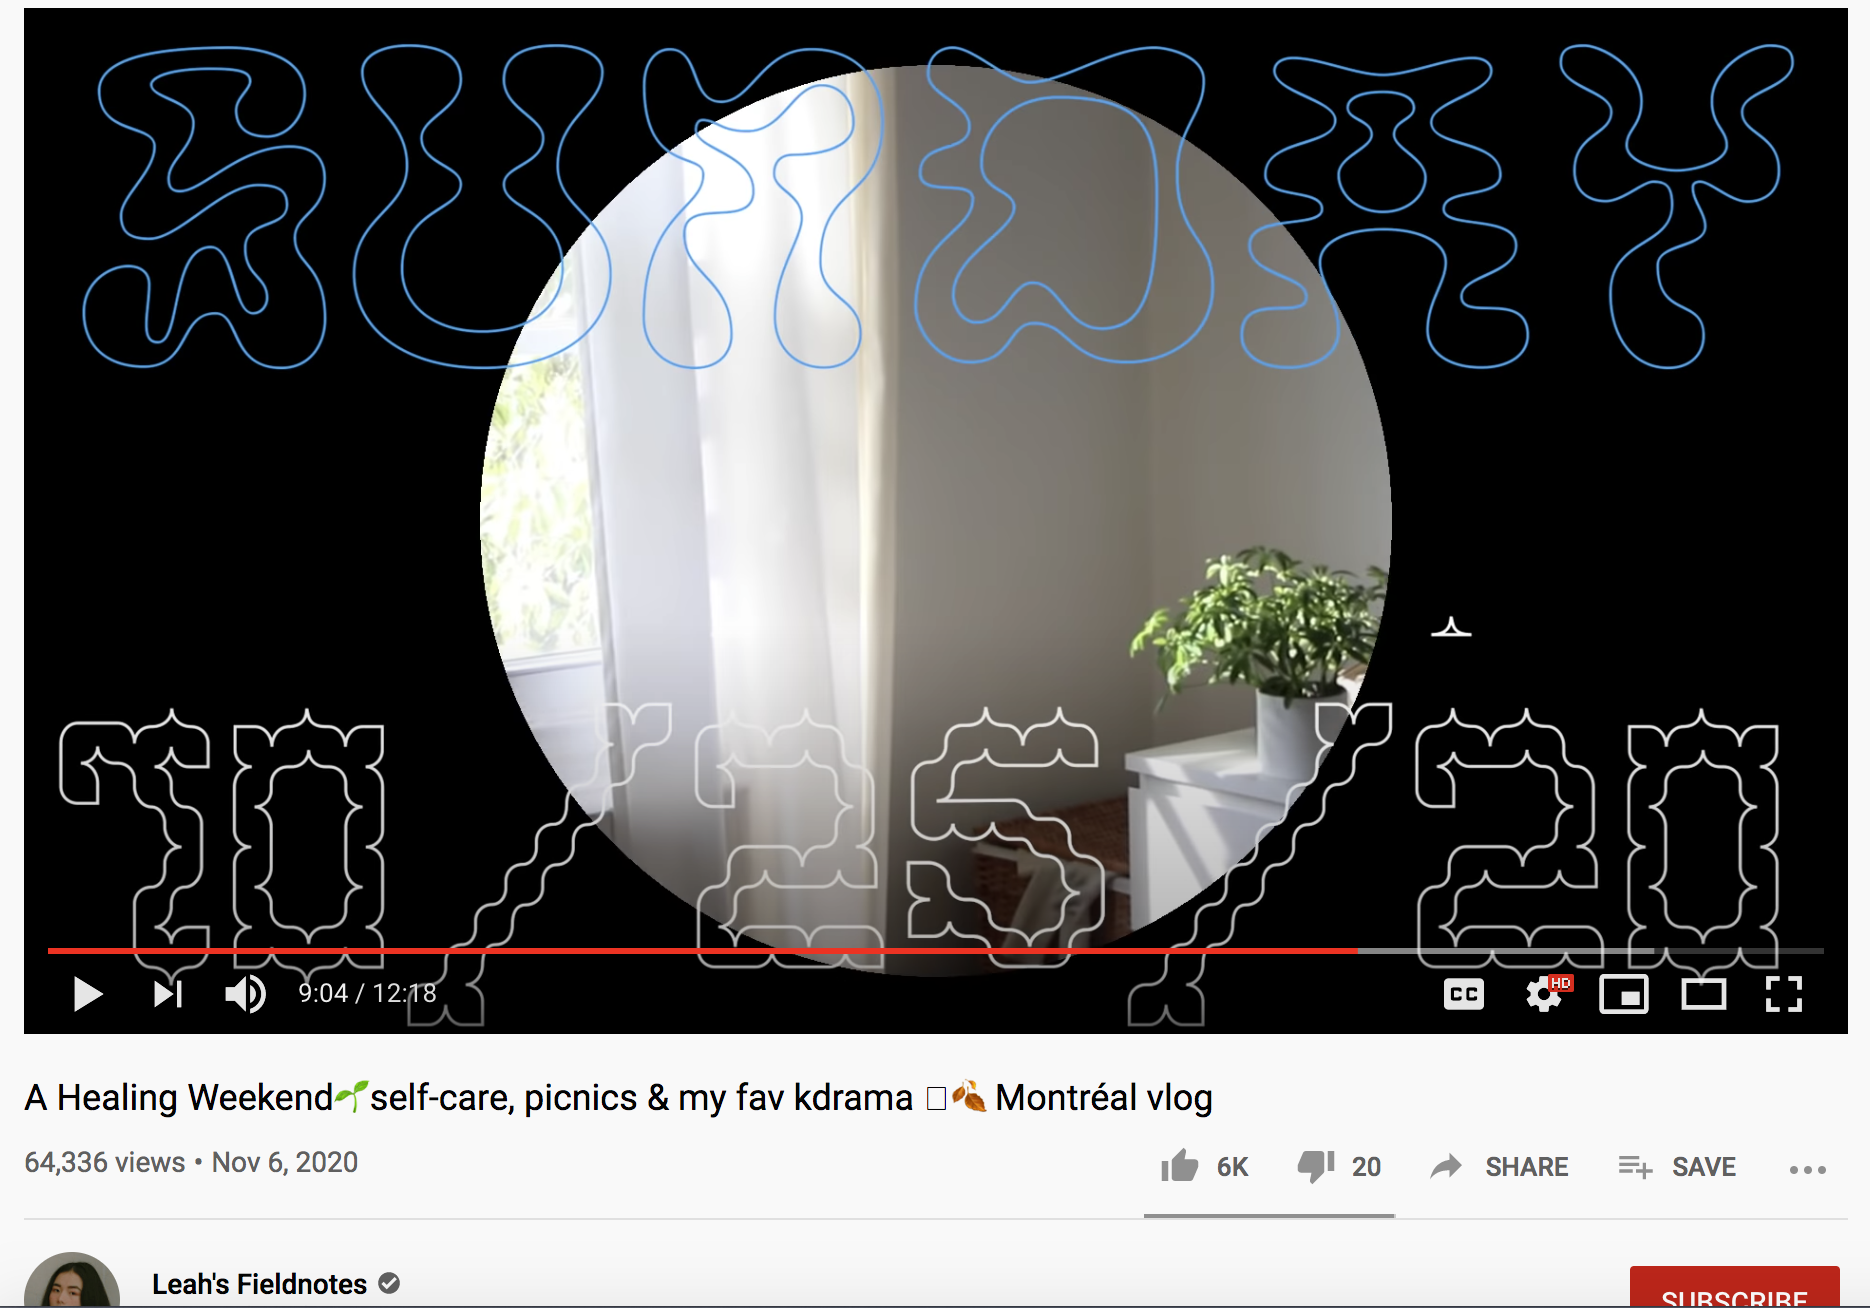 SUNDAY
10/25/20
9:04 / 12:18
CC
HD
A Healing Weekend🌱self-care, picnics & my fav kdrama □🍂 Montréal vlog
64,336 views • Nov 6, 2020
6K
20
SHARE
SAVE
Leah's Fieldnotes
SUBSCRIBE